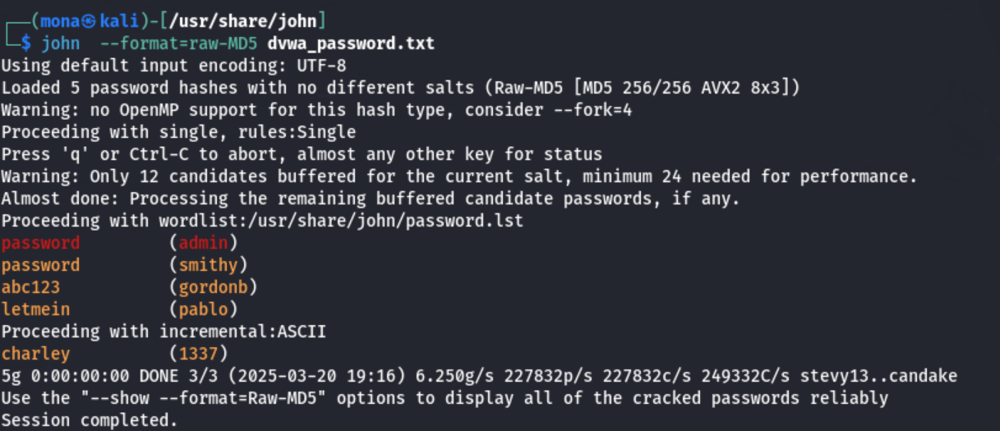 ┌──(mona㉿kali)-[/usr/share/john]
└─$ john  --format=raw-MD5 dvwa_password.txt
Using default input encoding: UTF-8
Loaded 5 password hashes with no different salts (Raw-MD5 [MD5 256/256 AVX2 8x3])
Warning: no OpenMP support for this hash type, consider --fork=4
Proceeding with single, rules:Single
Press 'q' or Ctrl-C to abort, almost any other key for status
Warning: Only 12 candidates buffered for the current salt, minimum 24 needed for performance.
Almost done: Processing the remaining buffered candidate passwords, if any.
Proceeding with wordlist:/usr/share/john/password.lst
password         (admin)
password         (smithy)
abc123           (gordonb)
letmein          (pablo)
Proceeding with incremental:ASCII
charley          (1337)
5g 0:00:00:00 DONE 3/3 (2025-03-20 19:16) 6.250g/s 227832p/s 227832c/s 249332C/s stevy13..candake
Use the "--show --format=Raw-MD5" options to display all of the cracked passwords reliably
Session completed.